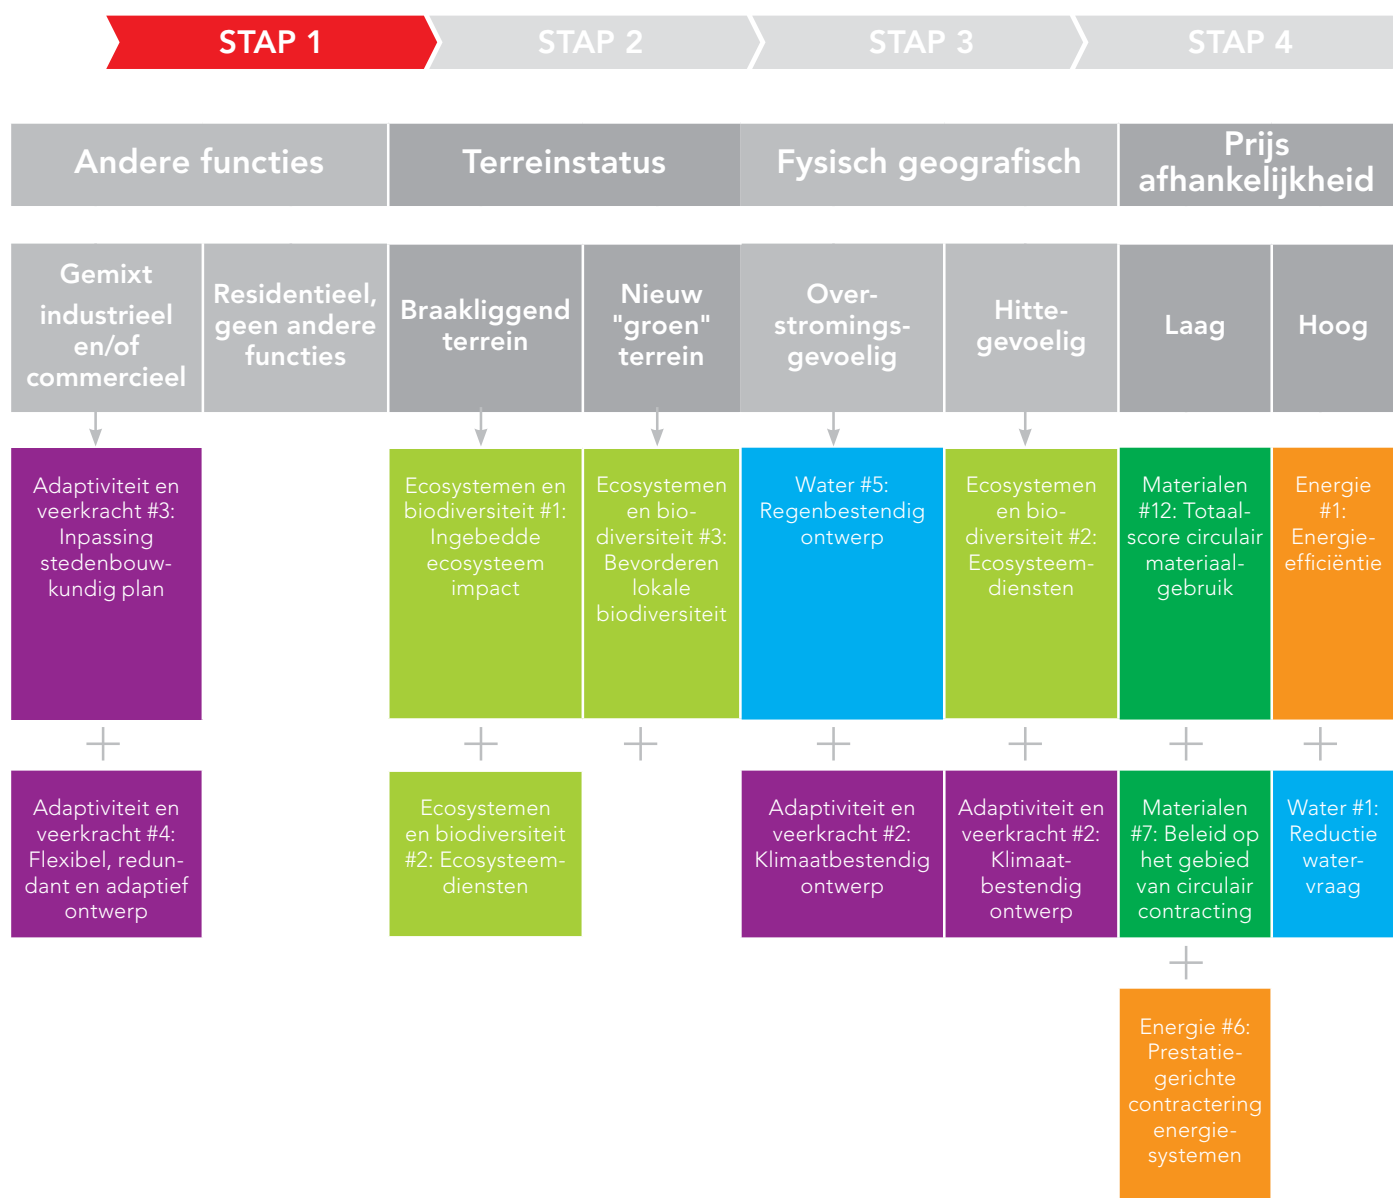 STAP 1
STAP 2
STAP 3
STAP 4
Andere functies
Terreinstatus
Fysisch geografisch
Prijs
afhankelijkheid
Gemixt
industrieel
en/of
commercieel
Residentieel,
geen andere
functies
Braakliggend
terrein
Nieuw
"groen"
terrein
Over-
stromings-
gevoelig
Hitte-
gevoelig
Laag
Hoog
Adaptiviteit en
veerkracht #3:
Inpassing
stedenbouw-
kundig plan
Ecosystemen en
biodiversiteit #1:
Ingebedde
ecosysteem
impact
Ecosystemen
en bio-
diversiteit #3:
Bevorderen
lokale
biodiversiteit
Water #5:
Regenbestendig
ontwerp
Ecosystemen
en bio-
diversiteit #2:
Ecosysteem-
diensten
Materialen
#12: Totaal-
score circulair
materiaal-
gebruik
Energie
#1:
Energie-
efficiëntie
Adaptiviteit en
veerkracht #4:
Flexibel, redun-
dant en adaptief
ontwerp
Ecosystemen
en biodiversiteit
#2: Ecosysteem-
diensten
Adaptiviteit en
veerkracht #2:
Klimaatbestendig
ontwerp
Adaptiviteit en
veerkracht #2:
Klimaat-
bestendig
ontwerp
Materialen
#7: Beleid op
het gebied
van circulair
contracting
Water #1:
Reductie
water-
vraag
Energie #6:
Prestatie-
gerichte
contractering
energie-
systemen